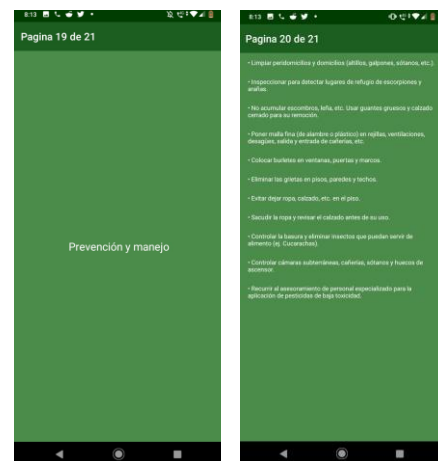 8:13
Pagina 19 de 21
Prevención y manejo
8:13
Pagina 20 de 21
• Limpiar peridomicilios y domicilios (altillos, galpones, sótanos, etc.).
• Inspeccionar para detectar lugares de refugio de escorpiones y
arañas.
• No acumular escombros, leña, etc. Usar guantes gruesos y calzado
cerrado para su remoción.
• Poner malla fina (de alambre o plástico) en rejillas, ventilaciones,
desagües, salida y entrada de cañerías, etc.
• Colocar burletes en ventanas, puertas y marcos.
• Eliminar las grietas en pisos, paredes y techos.
• Evitar dejar ropa, calzado, etc. en el piso.
• Sacudir la ropa y revisar el calzado antes de su uso.
• Controlar la basura y eliminar insectos que puedan servir de
alimento (ej. Cucarachas).
• Controlar cámaras subterráneas, cañerías, sótanos y huecos de
ascensor.
• Recurrir al asesoramiento de personal especializado para la
aplicación de pesticidas de baja toxicidad.